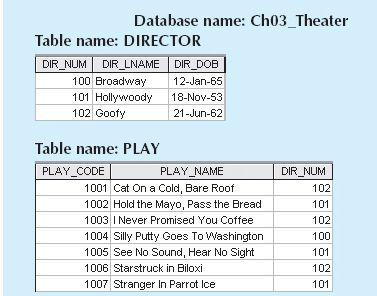 Database name: Ch03_Theater
Table name: DIRECTOR
DIR_NUM DIR_LNAME DIR_DOB
100 Broadway 12-Jan-65
101 Hollywoody 18-Nov-53
102 Goofy 21-Jun-62
Table name: PLAY
PLAY_CODE PLAY_NAME DIR_NUM
1001 Cat On a Cold, Bare Roof 102
1002 Hold the Mayo, Pass the Bread 101
1003 I Never Promised You Coffee 102
1004 Silly Putty Goes To Washington 100
1005 See No Sound, Hear No Sight 101
1006 Starstruck in Biloxi 102
1007 Stranger In Parrot Ice 101